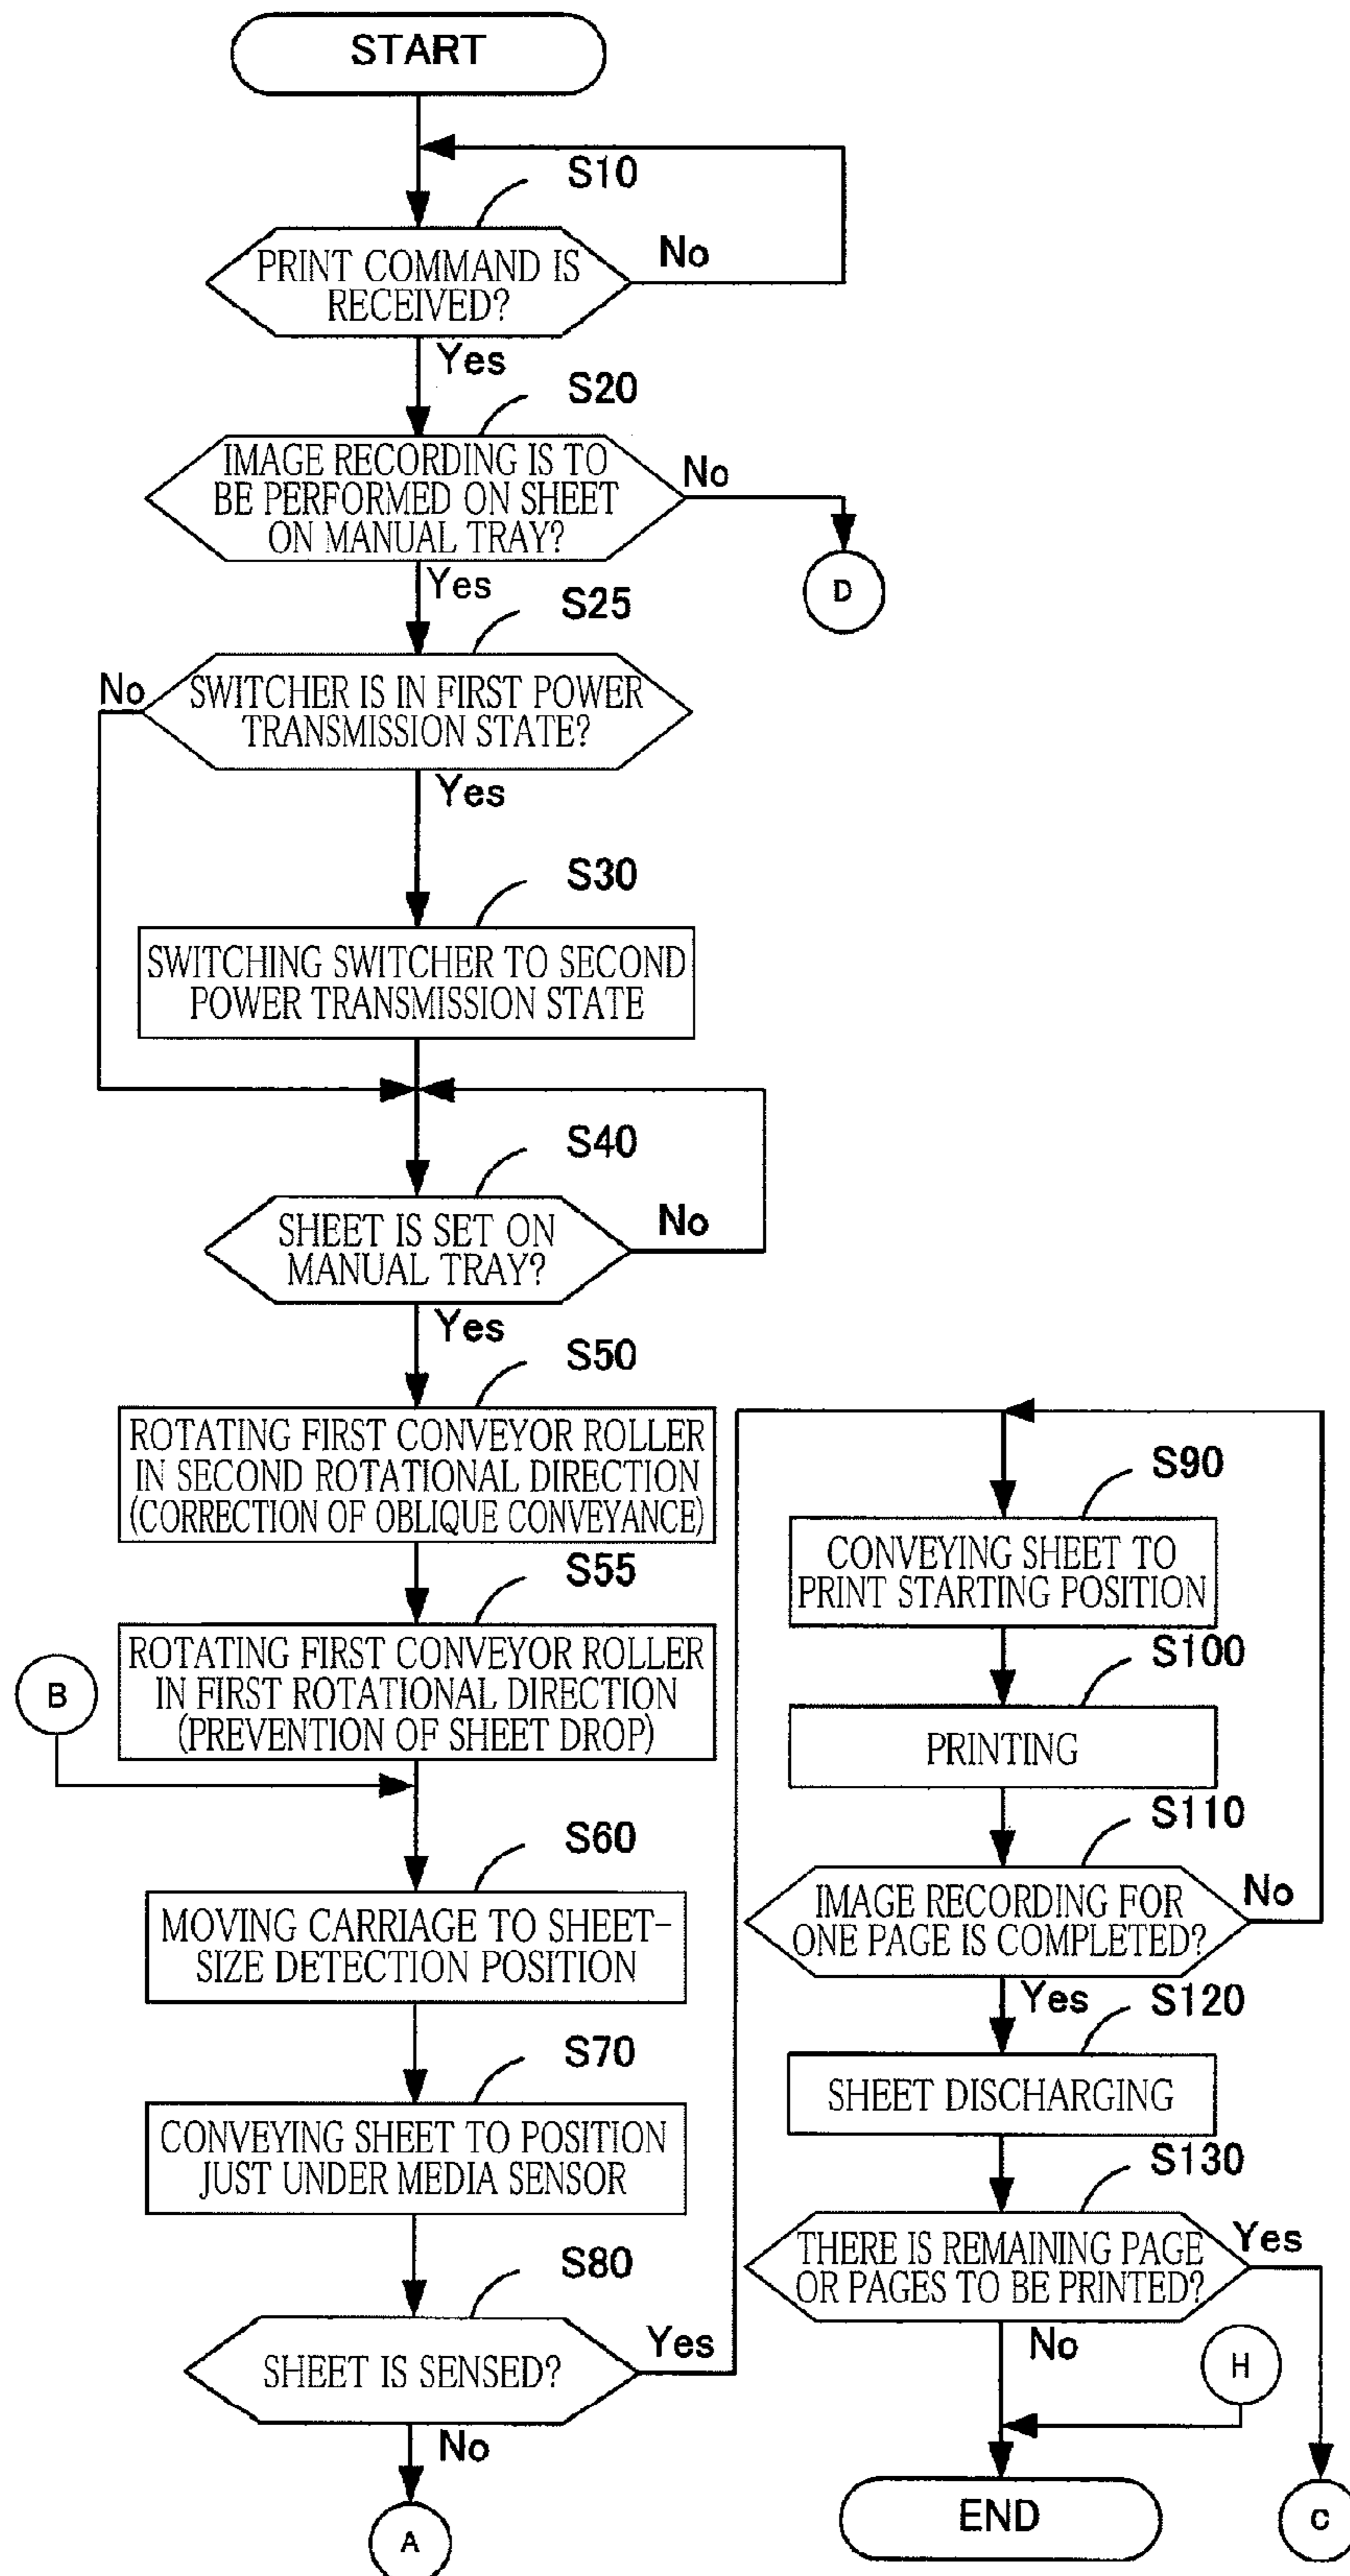 START
S10
PRINT COMMAND IS
RECEIVED?
No
Yes
S20
IMAGE RECORDING IS TO
BE PERFORMED ON SHEET
ON MANUAL TRAY?
No
D
Yes
S25
SWITCHER IS IN FIRST POWER
TRANSMISSION STATE?
No
Yes
S30
SWITCHING SWITCHER TO SECOND
POWER TRANSMISSION STATE
S40
SHEET IS SET ON
MANUAL TRAY?
No
Yes
S50
ROTATING FIRST CONVEYOR ROLLER
IN SECOND ROTATIONAL DIRECTION
(CORRECTION OF OBLIQUE CONVEYANCE)
S55
ROTATING FIRST CONVEYOR ROLLER
IN FIRST ROTATIONAL DIRECTION
(PREVENTION OF SHEET DROP)
B
S60
MOVING CARRIAGE TO SHEET-
SIZE DETECTION POSITION
S70
CONVEYING SHEET TO POSITION
JUST UNDER MEDIA SENSOR
S80
SHEET IS SENSED?
Yes
No
A
S90
CONVEYING SHEET TO
PRINT STARTING POSITION
S100
PRINTING
S110
IMAGE RECORDING FOR
ONE PAGE IS COMPLETED?
No
Yes
S120
SHEET DISCHARGING
S130
THERE IS REMAINING PAGE
OR PAGES TO BE PRINTED?
Yes
No
H
END
C